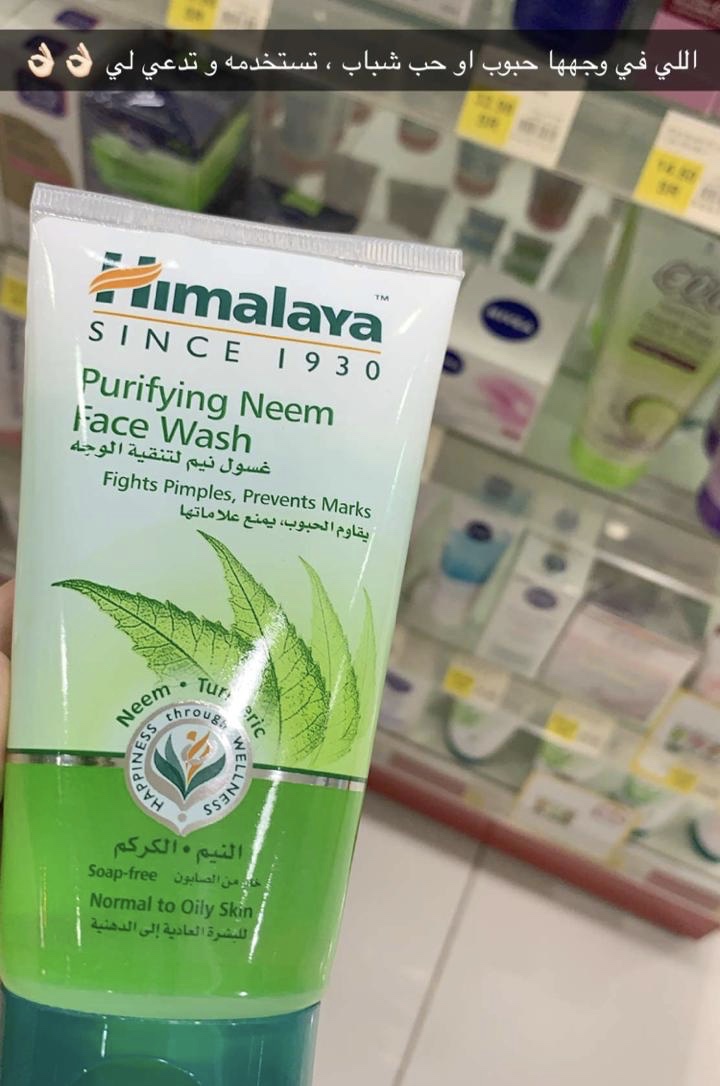 اللي في وجهها حبوب او حب شباب ، تستخدمه و تدعي لي 👌🏻👌🏻
Himalaya™
SINCE 1930
Purifying Neem
Face Wash
غسول نيم لتنقية الوجه
Fights Pimples, Prevents Marks
يقاوم الحبوب، يمنع علاماتها
Neem • Turmeric
HAPPINESS through WELLNESS
النيم • الكركم
Soap-free خال من الصابون
Normal to Oily Skin
للبشرة العادية إلى الدهنية
NIVEA